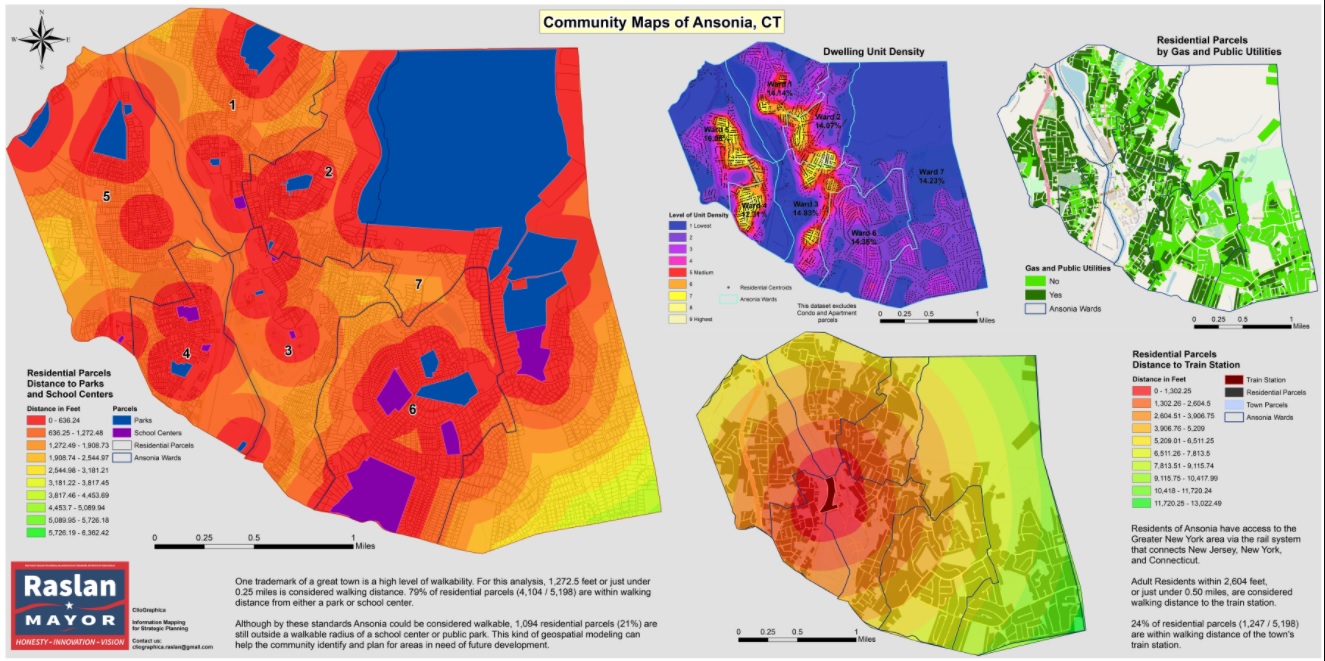 Community Maps of Ansonia, CT
N
W
E
S
1
2
3
4
5
6
7
Residential Parcels
Distance to Parks
and School Centers
Distance in Feet
0 - 636.24
636.25 - 1,272.48
1,272.49 - 1,908.73
1,908.74 - 2,544.97
2,544.98 - 3,181.21
3,181.22 - 3,817.45
3,817.46 - 4,453.69
4,453.7 - 5,089.94
5,089.95 - 5,726.18
5,726.19 - 6,362.42
Parcels
Parks
School Centers
Residential Parcels
Ansonia Wards
0 0.25 0.5 1
Miles
Dwelling Unit Density
Ward 1
14.14%
Ward 2
14.07%
Ward 5
Ward 7
14.23%
Ward 4
Ward 3
14.93%
Ward 6
14.36%
Level of Unit Density
1 Lowest
2
3
4
5 Medium
6
7
8
9 Highest
Residential Centroids
Ansonia Wards
This dataset excludes
Condo and Apartment
parcels
0 0.25 0.5 1
Miles
Residential Parcels
by Gas and Public Utilities
Gas and Public Utilities
No
Yes
Ansonia Wards
0 0.25 0.5 1
Miles
Residential Parcels
Distance to Train Station
Distance in Feet
0 - 1,302.25
1,302.26 - 2,604.5
2,604.51 - 3,906.75
3,906.76 - 5,209
5,209.01 - 6,511.25
6,511.26 - 7,813.5
7,813.51 - 9,115.74
9,115.75 - 10,417.99
10,418 - 11,720.24
11,720.25 - 13,022.49
Train Station
Residential Parcels
Town Parcels
Ansonia Wards
0 0.25 0.5 1
Miles
Residents of Ansonia have access to the
Greater New York area via the rail system
that connects New Jersey, New York,
and Connecticut.
Adult Residents within 2,604 feet,
or just under 0.50 miles, are considered
walking distance to the train station.
24% of residential parcels (1,247 / 5,198)
are within walking distance of the town's
train station.
Raslan
MAYOR
HONESTY • INNOVATION • VISION
CitoGraphica
Information Mapping
for Strategic Planning
Contact us:
citographica.raslan@gmail.com
One trademark of a great town is a high level of walkability. For this analysis, 1,272.5 feet or just under
0.25 miles is considered walking distance. 79% of residential parcels (4,104 / 5,198) are within walking
distance from either a park or school center.
Although by these standards Ansonia could be considered walkable, 1,094 residential parcels (21%) are
still outside a walkable radius of a school center or public park. This kind of geospatial modeling can
help the community identify and plan for areas in need of future development.